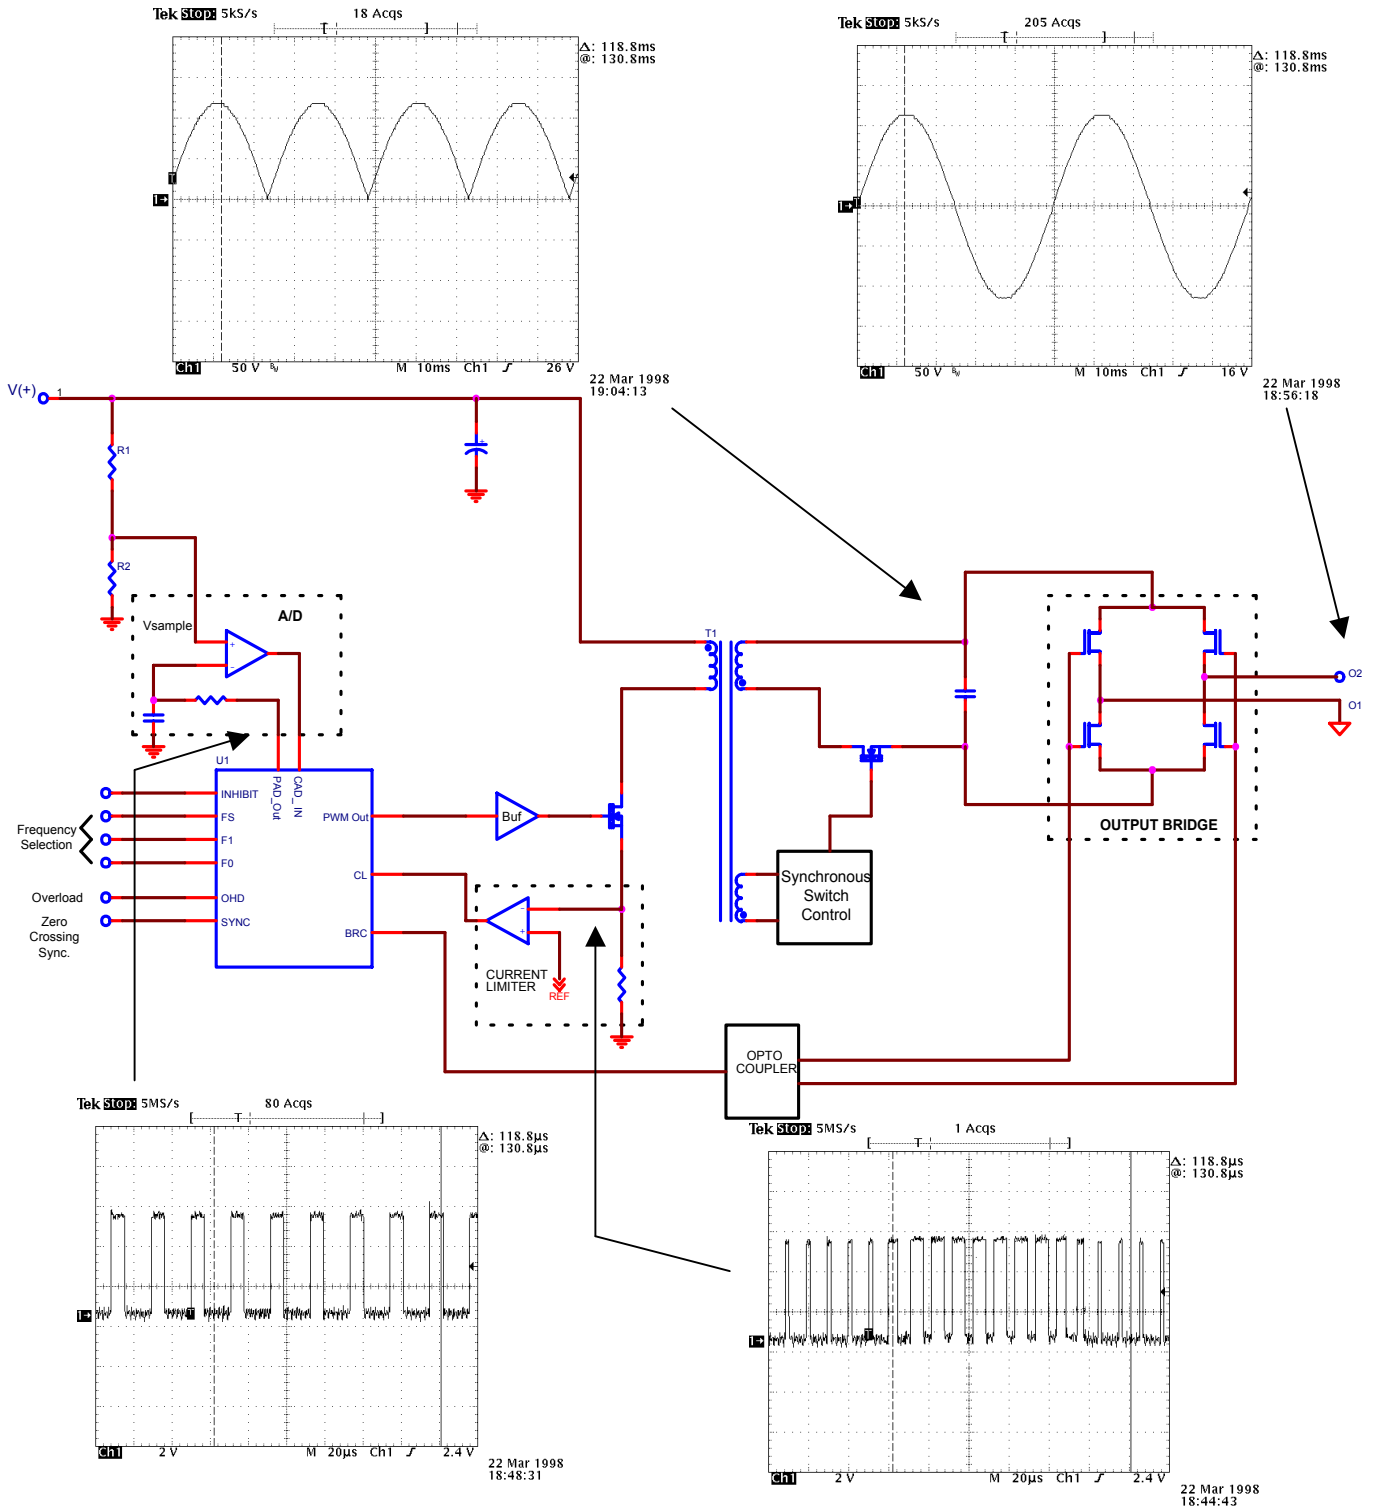 Tek Stop: 5kS/s 18 Acqs
T
[ ]
Δ: 118.8ms
@: 130.8ms
T
1→
Ch1 50 V BW M 10ms Ch1 ʃ 26 V
22 Mar 1998
19:04:13
Tek Stop: 5kS/s 205 Acqs
[ T ]
Δ: 118.8ms
@: 130.8ms
T
1→
Ch1 50 V BW M 10ms Ch1 ʃ 16 V
22 Mar 1998
18:56:18
V(+) 1
R1
+
R2
A/D
Vsample
+
−
T1
O2
O1
OUTPUT BRIDGE
U1
PAD_Out
CAD_IN
INHIBIT
FS
F1
F0
OHD
SYNC
PWM Out
CL
BRC
Frequency
Selection
Overload
Zero
Crossing
Sync.
Buf
−
+
CURRENT
LIMITER
REF
Synchronous
Switch
Control
OPTO
COUPLER
Tek Stop: 5MS/s 80 Acqs
[ T ]
Δ: 118.8µs
@: 130.8µs
T
1→
Ch1 2 V M 20µs Ch1 ʃ 2.4 V
22 Mar 1998
18:48:31
Tek Stop: 5MS/s 1 Acqs
[ T ]
Δ: 118.8µs
@: 130.8µs
T
1→
Ch1 2 V M 20µs Ch1 ʃ 2.4 V
22 Mar 1998
18:44:43